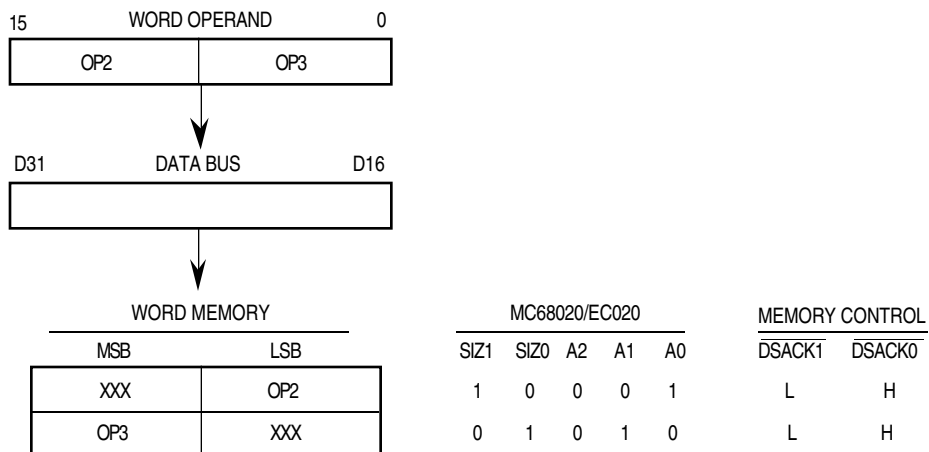 15 WORD OPERAND 0
OP2 OP3
D31 DATA BUS D16
WORD MEMORY MC68020/EC020 MEMORY CONTROL
MSB LSB SIZ1 SIZ0 A2 A1 A0 DSACK1 DSACK0
XXX OP2 1 0 0 0 1 L H
OP3 XXX 0 1 0 1 0 L H